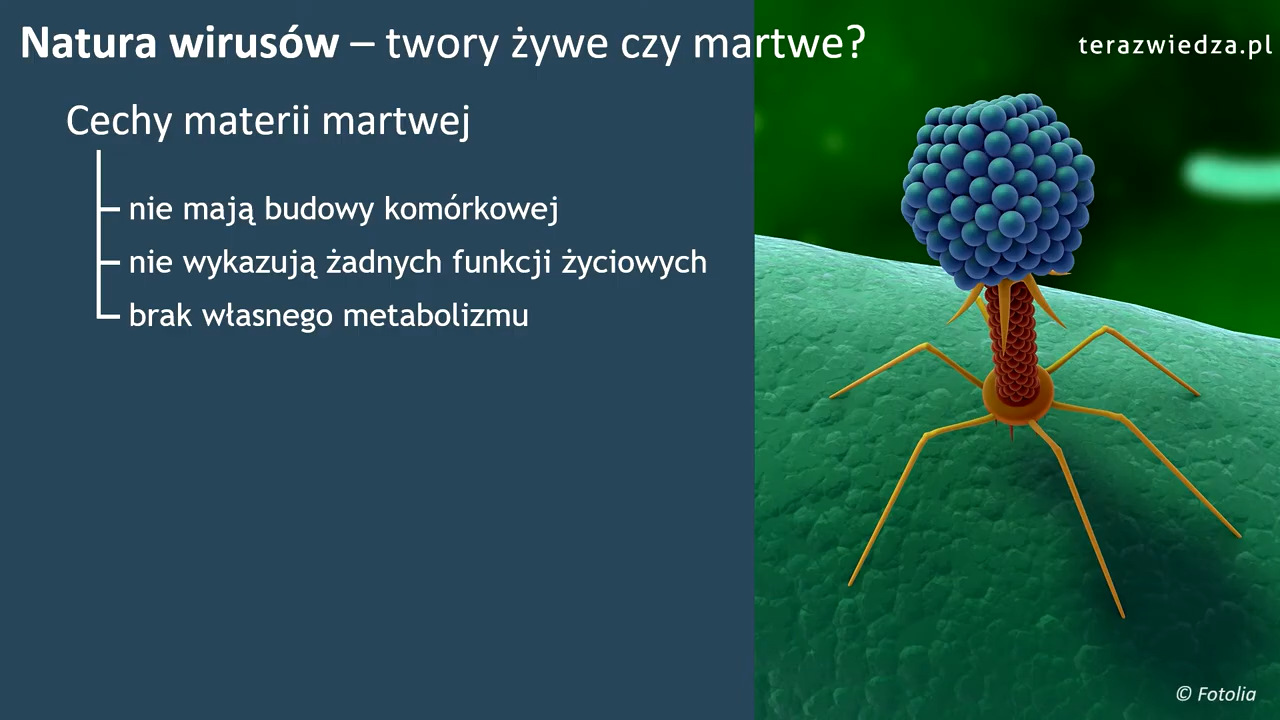 Natura wirusów – twory żywe czy martwe?
terazwiedza.pl
Cechy materii martwej
nie mają budowy komórkowej
nie wykazują żadnych funkcji życiowych
brak własnego metabolizmu
© Fotolia